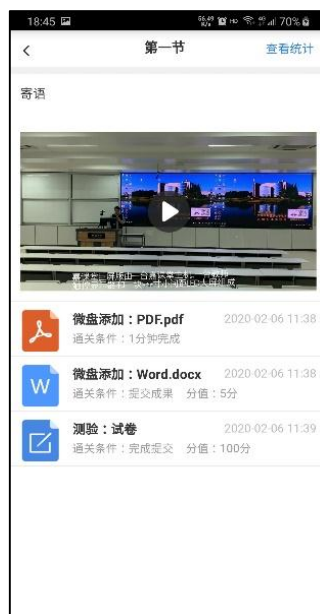 18:45
70%
第一节
查看统计
寄语
微盘添加：PDF.pdf 2020-02-06 11:38
通关条件：1分钟完成
W
微盘添加：Word.docx 2020-02-06 11:38
通关条件：提交成果 分值：5分
测验：试卷 2020-02-06 11:39
通关条件：完成提交 分值：100分